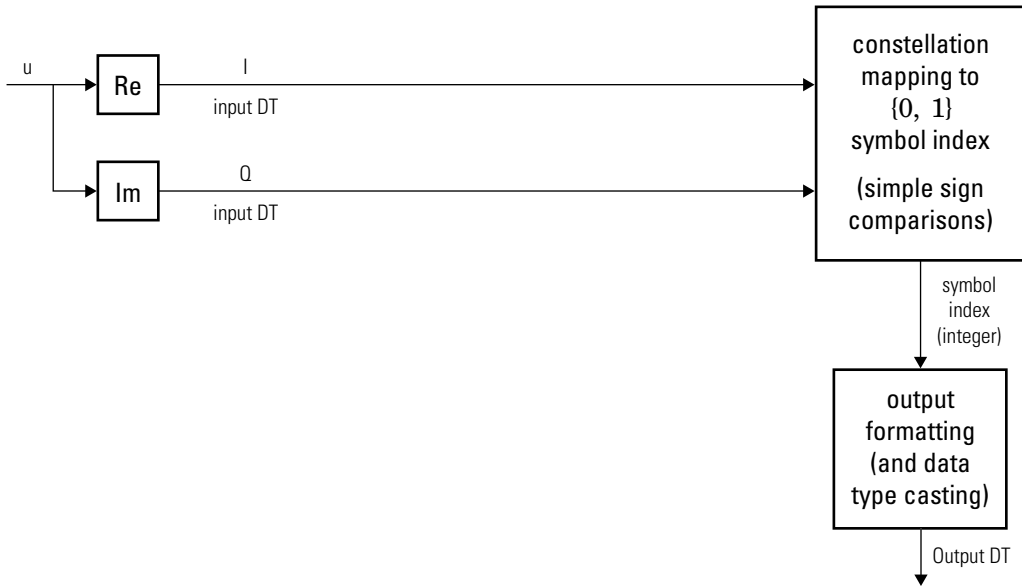 u
Re
I
input DT
Im
Q
input DT
constellation
mapping to
{0, 1}
symbol index
(simple sign
comparisons)
symbol
index
(integer)
output
formatting
(and data
type casting)
Output DT